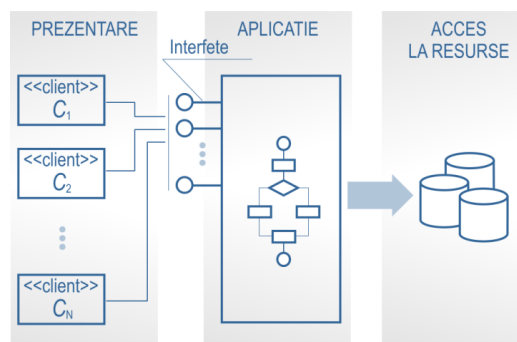 PREZENTARE
APLICATIE
ACCES
LA RESURSE
Interfete
<<client>>
C1
<<client>>
C2
<<client>>
CN